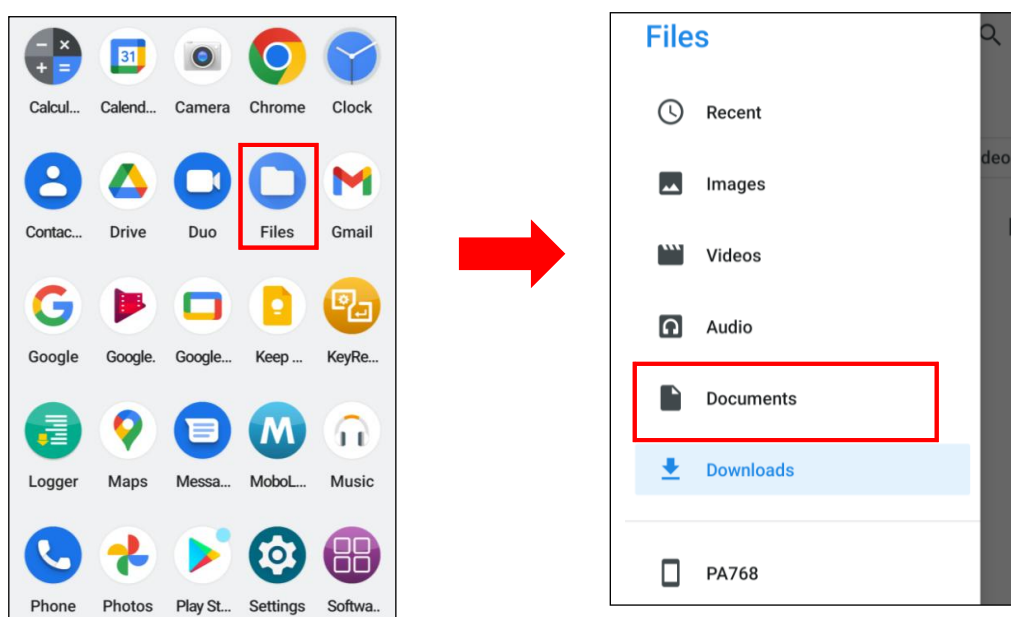 31
Calcul... Calend... Camera Chrome Clock
Contac... Drive Duo Files Gmail
Google Google. Google... Keep ... KeyRe...
M
Logger Maps Messa... MoboL... Music
Phone Photos Play St... Settings Softwa..
Files
Recent
deo
Images
Videos
Audio
Documents
Downloads
PA768